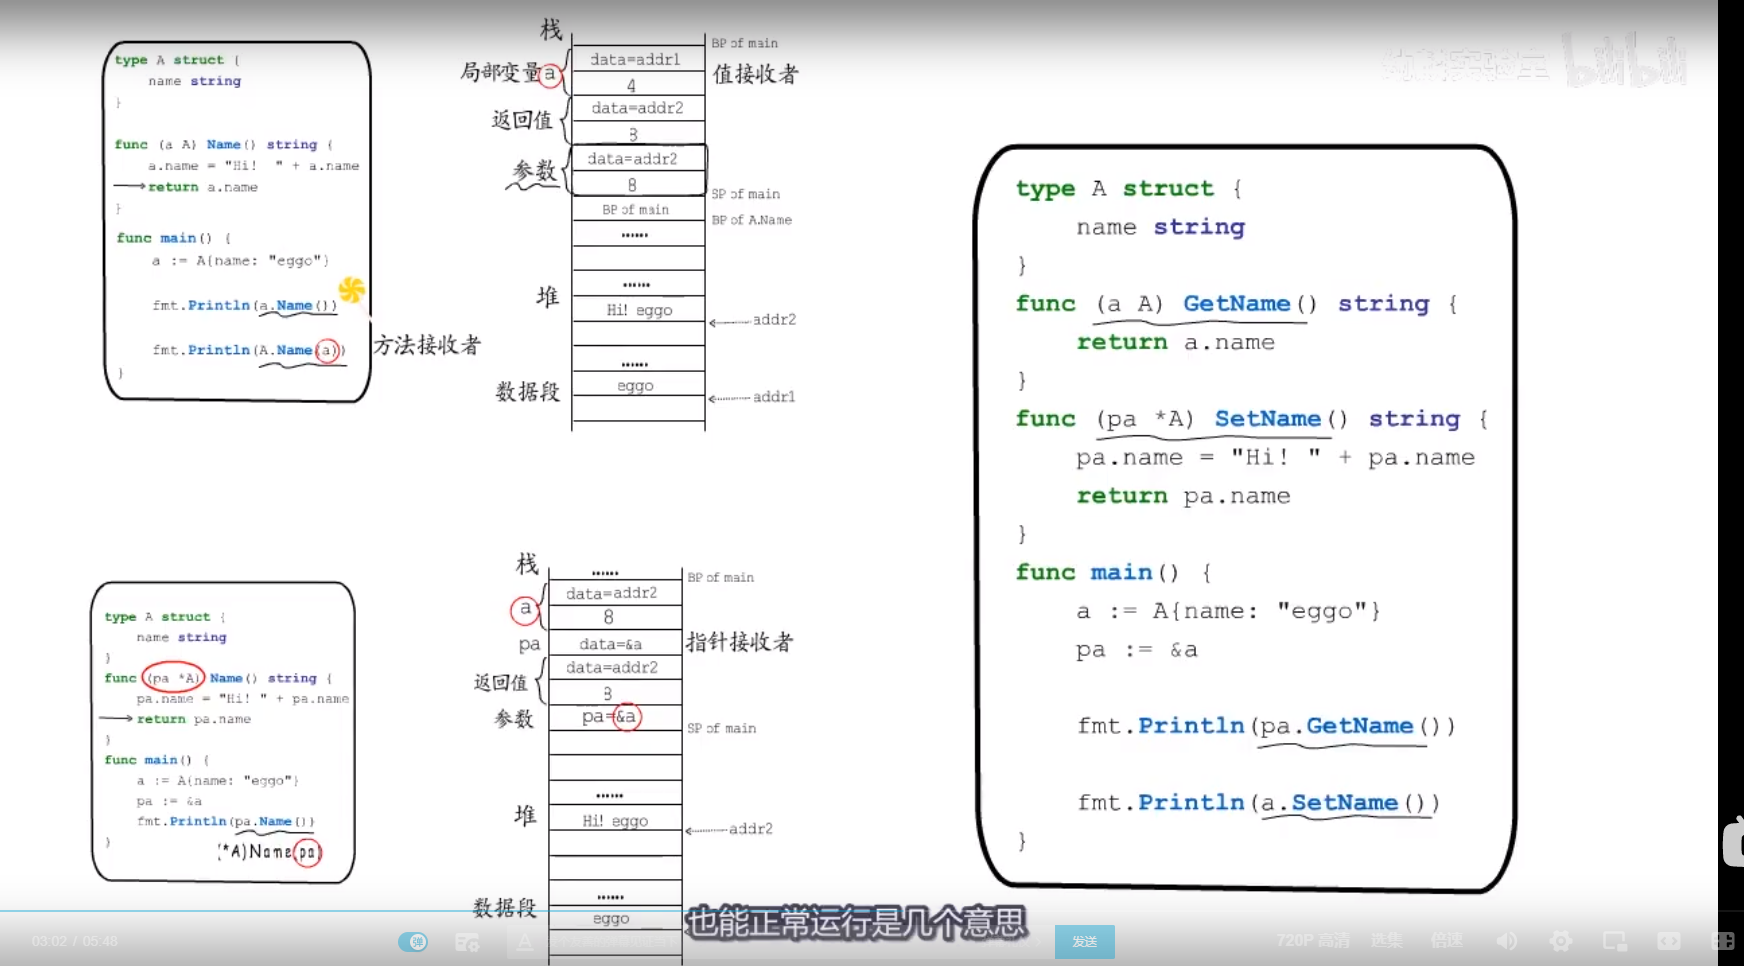 type A struct {
name string
}
func (a A) Name() string {
a.name = "Hi! " + a.name
return a.name
}
func main() {
a := A{name: "eggo"}
fmt.Println(a.Name())
fmt.Println(A.Name(a))
}
方法接收者
栈
局部变量a
返回值
参数
堆
数据段
data=addr1
4
data=addr2
8
data=addr2
8
BP of main
......
......
Hi! eggo
......
eggo
BP of main
值接收者
SP of main
BP of A.Name
addr2
addr1
type A struct {
name string
}
func (pa *A) Name() string {
pa.name = "Hi! " + pa.name
return pa.name
}
func main() {
a := A{name: "eggo"}
pa := &a
fmt.Println(pa.Name())
}
(*A)Name(pa)
栈
a
pa
返回值
参数
堆
数据段
......
data=addr2
8
data=&a
data=addr2
8
pa=&a
......
Hi! eggo
......
eggo
BP of main
指针接收者
SP of main
addr2
type A struct {
name string
}
func (a A) GetName() string {
return a.name
}
func (pa *A) SetName() string {
pa.name = "Hi! " + pa.name
return pa.name
}
func main() {
a := A{name: "eggo"}
pa := &a
fmt.Println(pa.GetName())
fmt.Println(a.SetName())
}
bilibili
也能正常运行是几个意思
03:02 / 05:48
弹
发送
720P 高清
选集
倍速